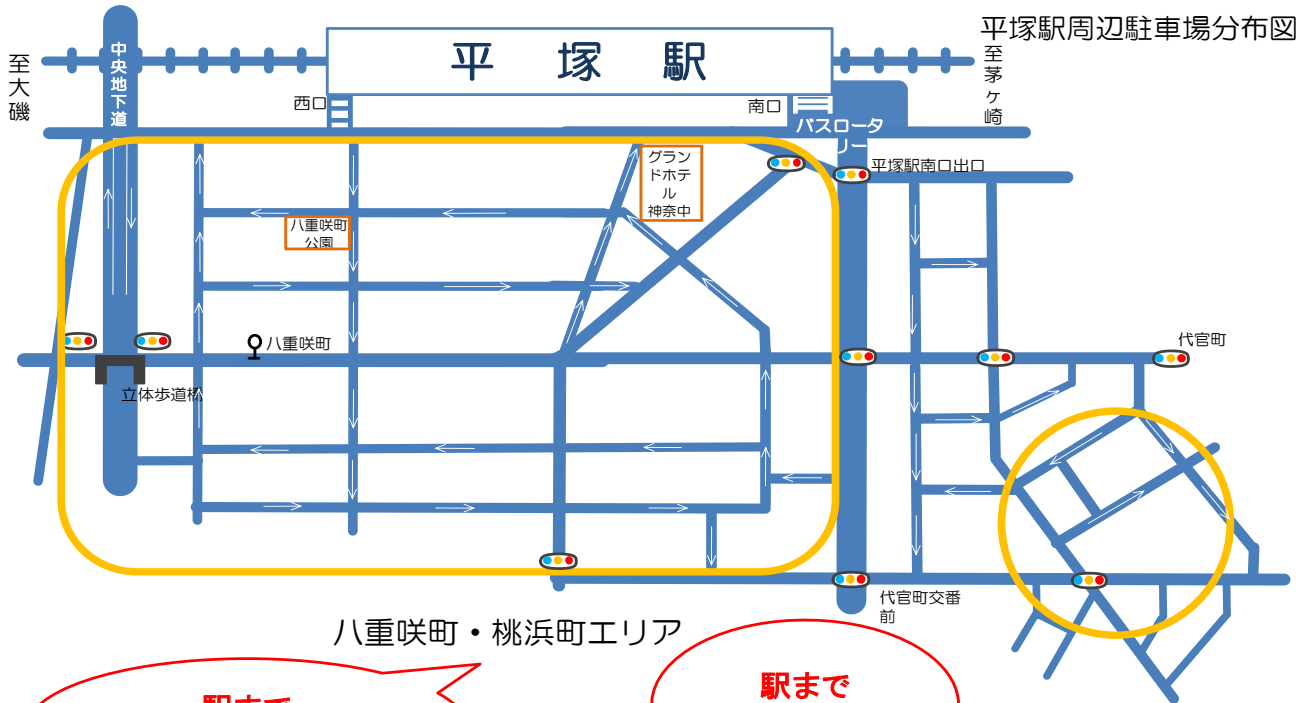 平塚駅周辺駐車場分布図
至大磯
中央地下道
平塚駅
至茅ヶ崎
西口
南口
バスロータ
リー
平塚駅南口出口
グラン
ドホテ
ル
神奈中
八重咲町
公園
八重咲町
代官町
立体歩道橋
代官町交番
前
八重咲町・桃浜町エリア
駅まで
駅まで